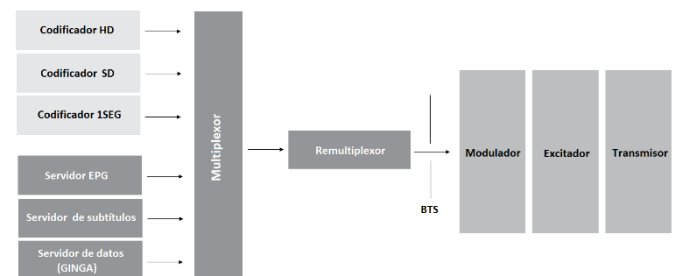 Codificador HD
Codificador SD
Codificador 1SEG
Servidor EPG
Servidor de subtítulos
Servidor de datos
(GINGA)
Multiplexor
Remultiplexor
BTS
Modulador
Excitador
Transmisor